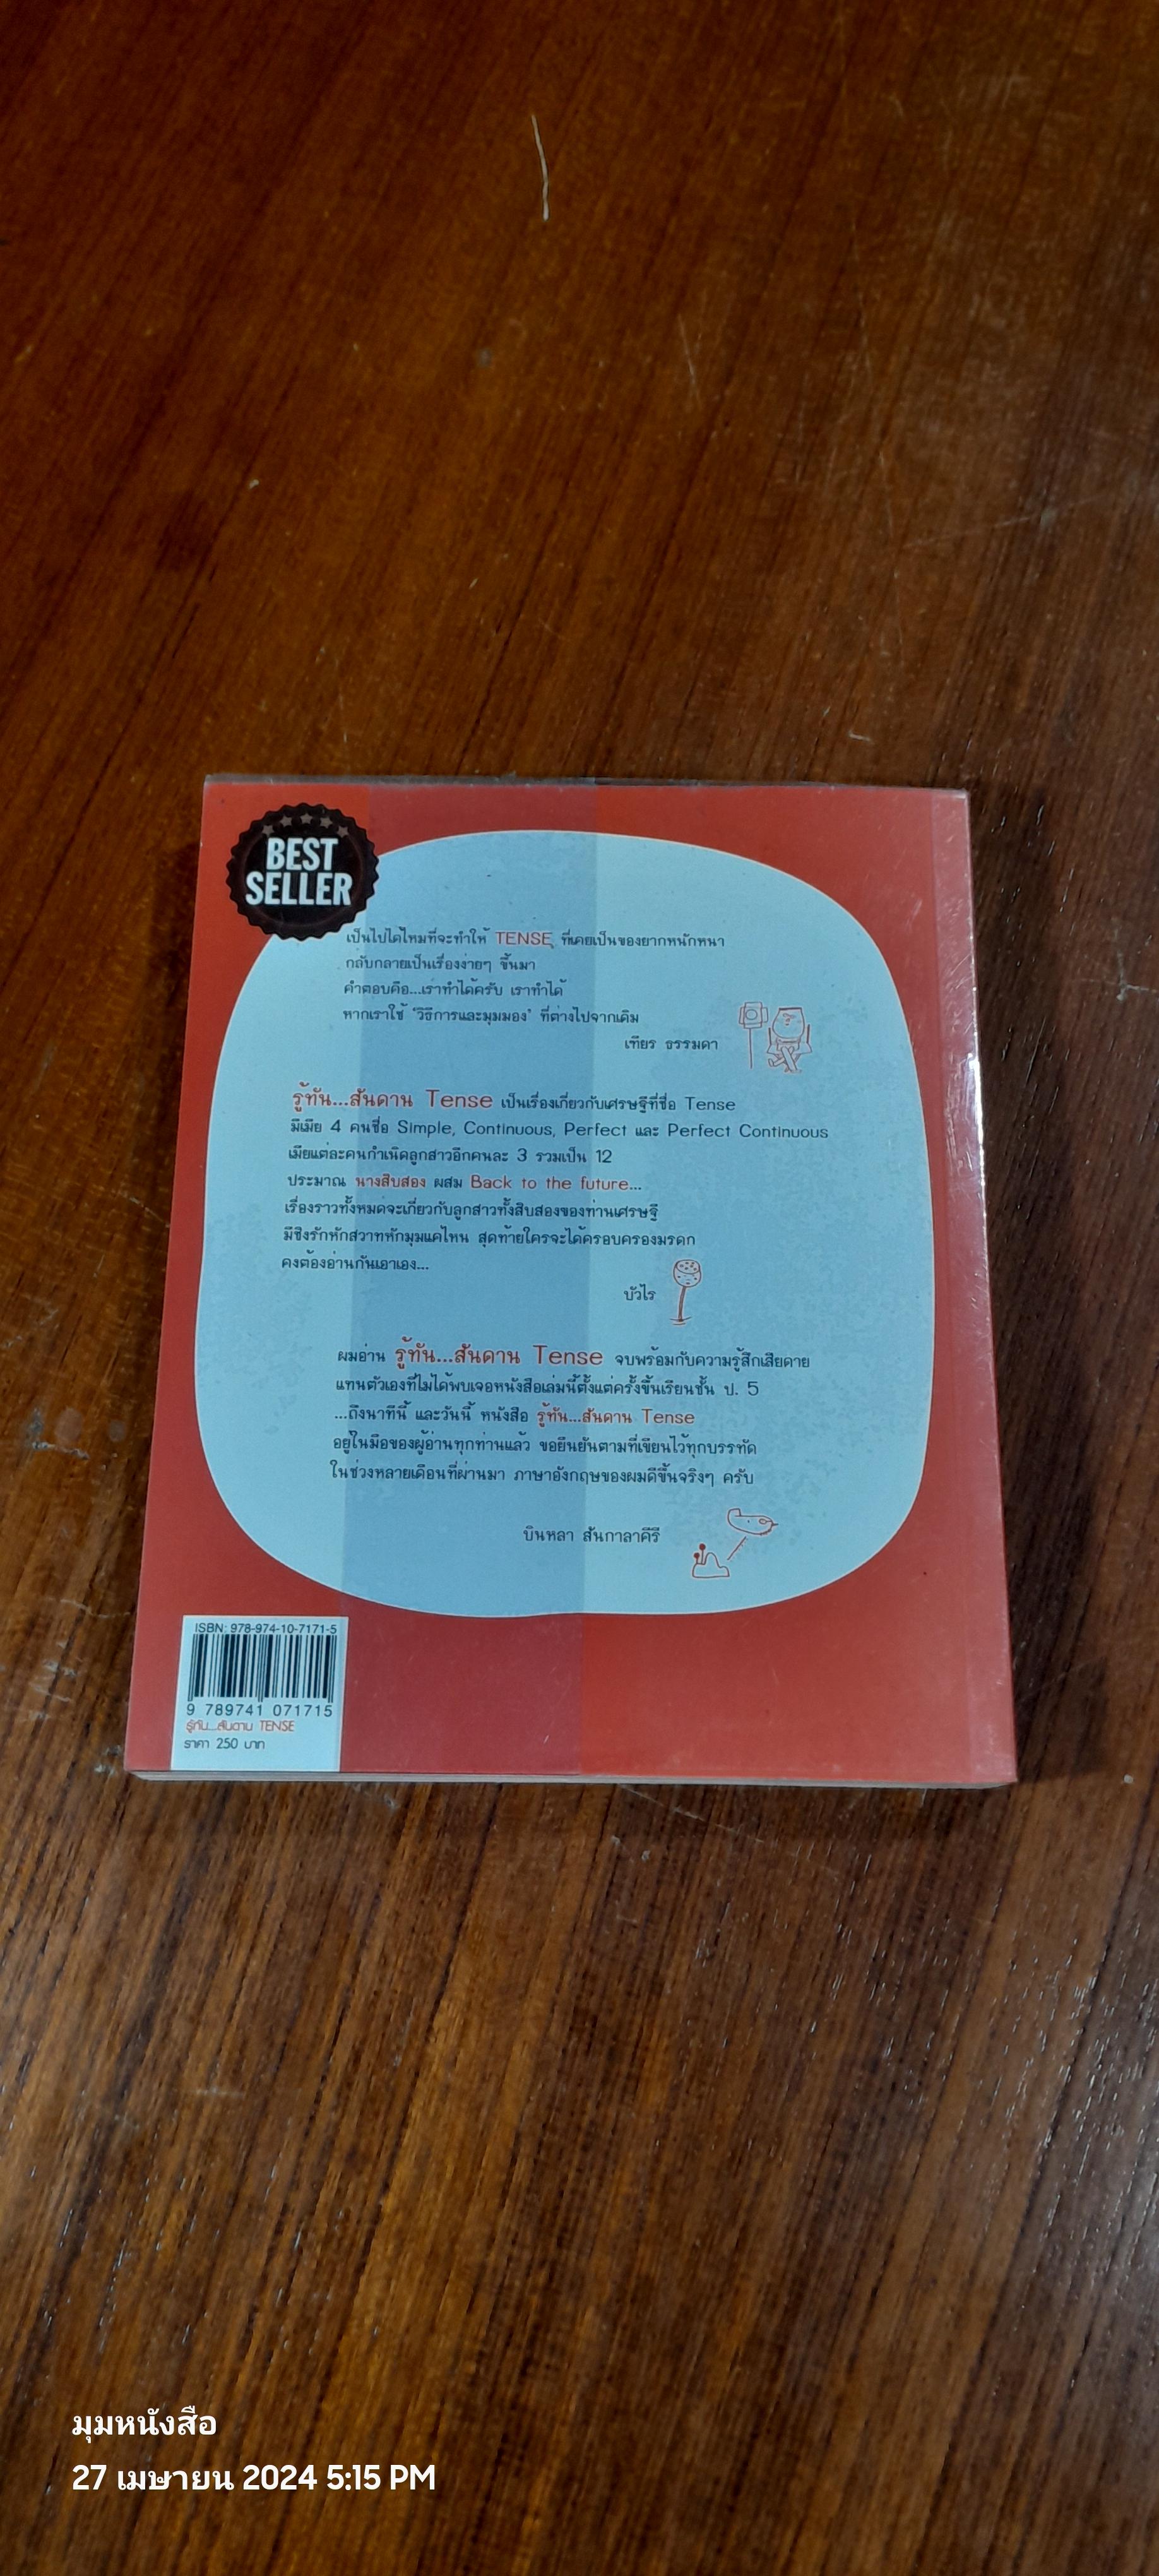 BEST
SELLER
เป็นไปได้ไหมที่จะทำให้ TENSE ที่เคยเป็นของยากหนักหนา
กลับกลายเป็นเรื่องง่ายๆ ขึ้นมา
คำตอบคือ...เราทำได้ครับ เราทำได้
หากเราใช้ 'วิธีการและมุมมอง' ที่ต่างไปจากเดิม
เฑียร ธรรมดา
รู้ทัน...สันดาน Tense เป็นเรื่องเกี่ยวกับเศรษฐีที่ชื่อ Tense
มีเมีย 4 คนชื่อ Simple, Continuous, Perfect และ Perfect Continuous
เมียแต่ละคนกำเนิดลูกสาวอีกคนละ 3 รวมเป็น 12
ประมาณ นางสิบสอง ผสม Back to the future...
เรื่องราวทั้งหมดจะเกี่ยวกับลูกสาวทั้งสิบสองของท่านเศรษฐี
มีชิงรักหักสวาทหักมุมแค่ไหน สุดท้ายใครจะได้ครอบครองมรดก
คงต้องอ่านกันเอาเอง...
บัวไร
ผมอ่าน รู้ทัน...สันดาน Tense จบพร้อมกับความรู้สึกเสียดาย
แทนตัวเองที่ไม่ได้พบเจอหนังสือเล่มนี้ตั้งแต่ครั้งขึ้นเรียนชั้น ป. 5
...ถึงนาทีนี้ และวันนี้ หนังสือ รู้ทัน...สันดาน Tense
อยู่ในมือของผู้อ่านทุกท่านแล้ว ขอยืนยันตามที่เขียนไว้ทุกบรรทัด
ในช่วงหลายเดือนที่ผ่านมา ภาษาอังกฤษของผมดีขึ้นจริงๆ ครับ
บินหลา สันกาลาคีรี
ISBN: 978-974-10-7171-5
9 789741 071715
รู้ทัน...สันดาน TENSE
ราคา 250 บาท
มุมหนังสือ
27 เมษายน 2024 5:15 PM